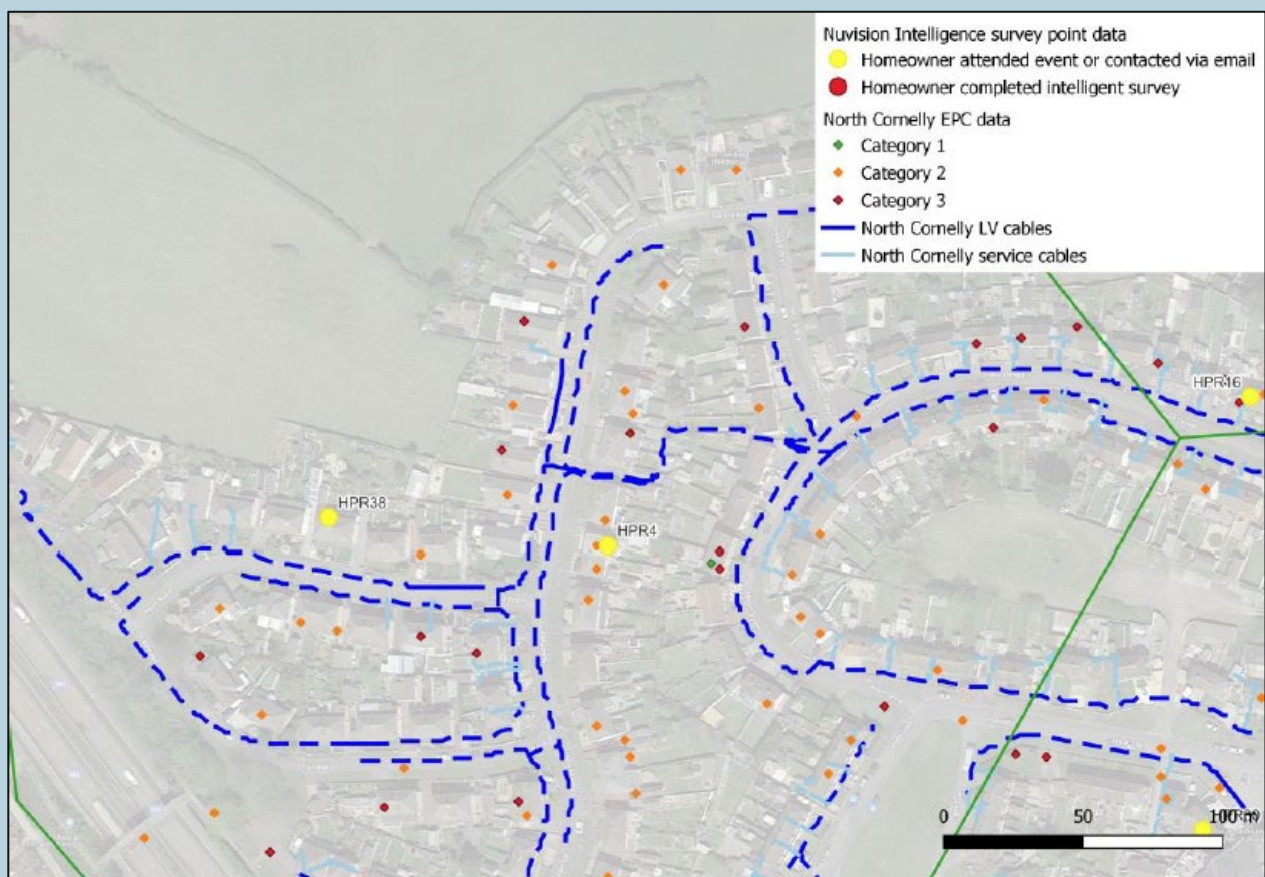 Nuvision Intelligence survey point data
Homeowner attended event or contacted via email
Homeowner completed intelligent survey
North Cornelly EPC data
Category 1
Category 2
Category 3
North Cornelly LV cables
North Cornelly service cables
HPR16
HPR38
HPR4
0 50 100 m